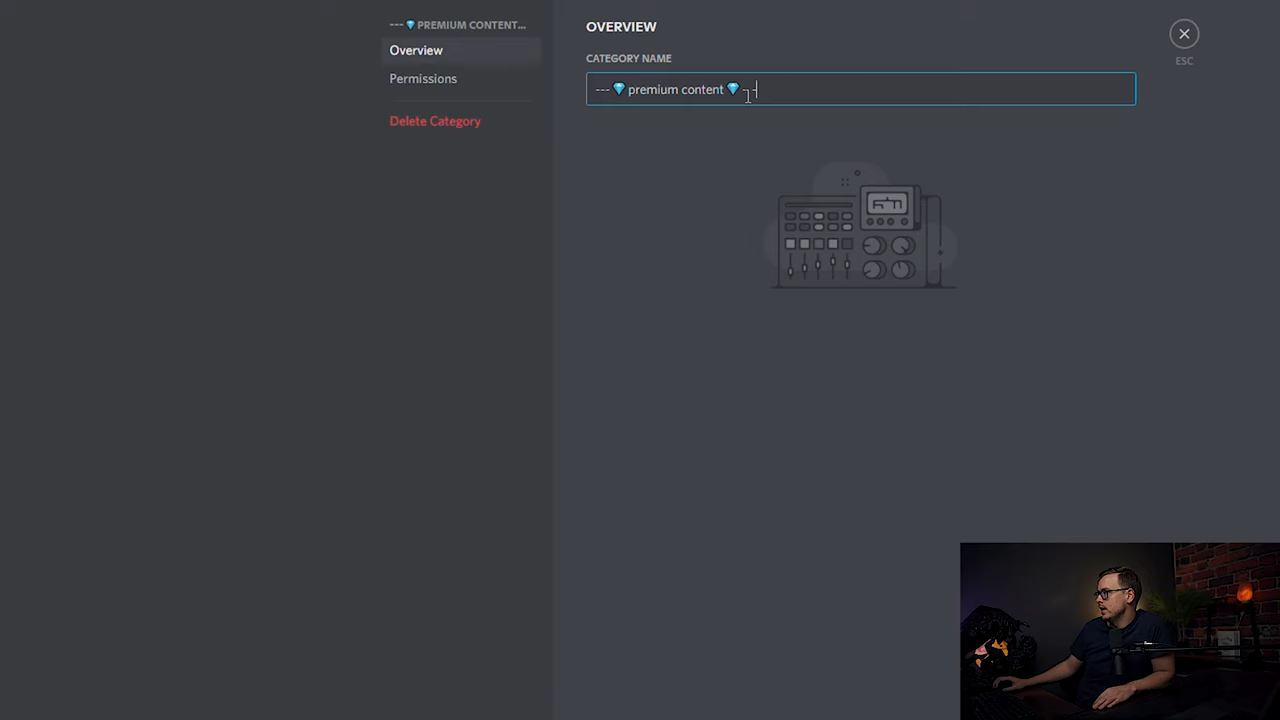 --- 💎 PREMIUM CONTENT...
Overview
Permissions
Delete Category
OVERVIEW
CATEGORY NAME
--- 💎 premium content 💎 --
ESC